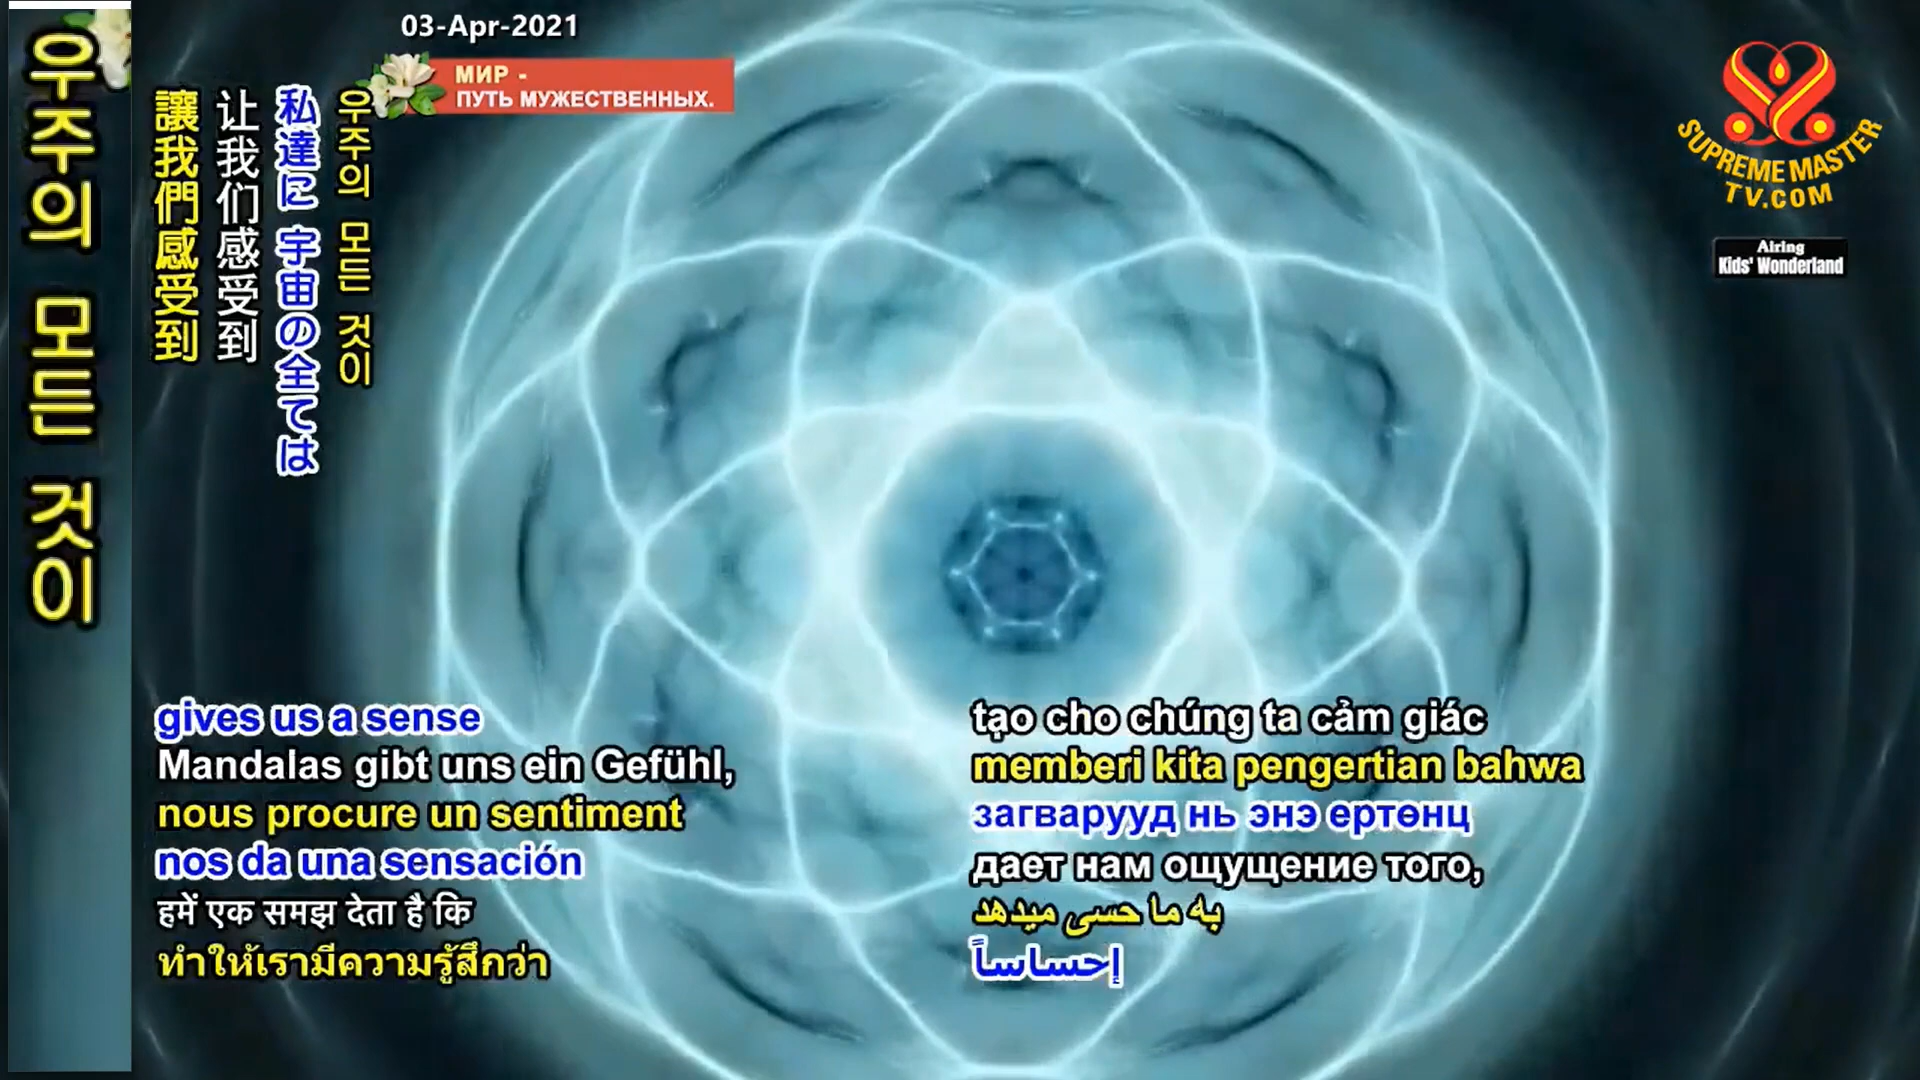 우주의 모든 것이
03-Apr-2021
МИР -
ПУТЬ МУЖЕСТВЕННЫХ.
讓我們感受到
让我们感受到
私達に 宇宙の全ては
우주의 모든 것이
SUPREME MASTER
TV.COM
Airing
Kids' Wonderland
gives us a sense
Mandalas gibt uns ein Gefühl,
nous procure un sentiment
nos da una sensación
हमें एक समझ देता है कि
ทำให้เรามีความรู้สึกว่า
tạo cho chúng ta cảm giác
memberi kita pengertian bahwa
загварууд нь энэ ертөнц
дает нам ощущение того,
به ما حسی میدهد
إحساساً